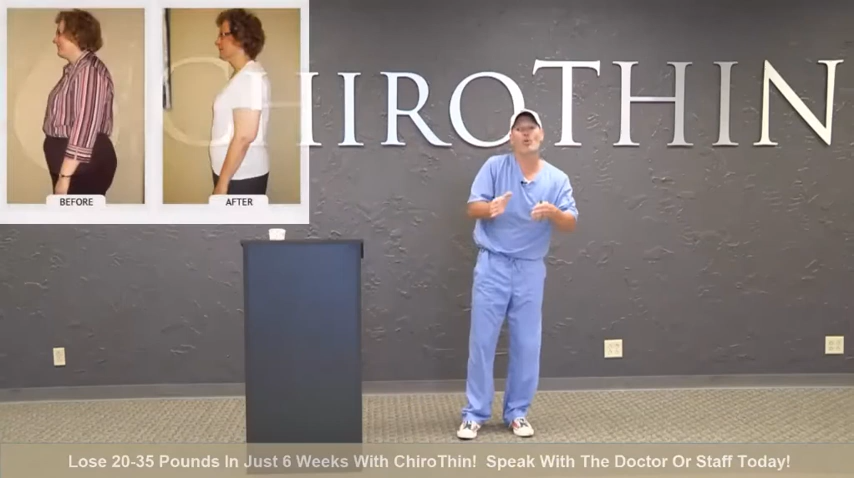 CHIROTHIN
BEFORE
AFTER
Lose 20-35 Pounds In Just 6 Weeks With ChiroThin! Speak With The Doctor Or Staff Today!